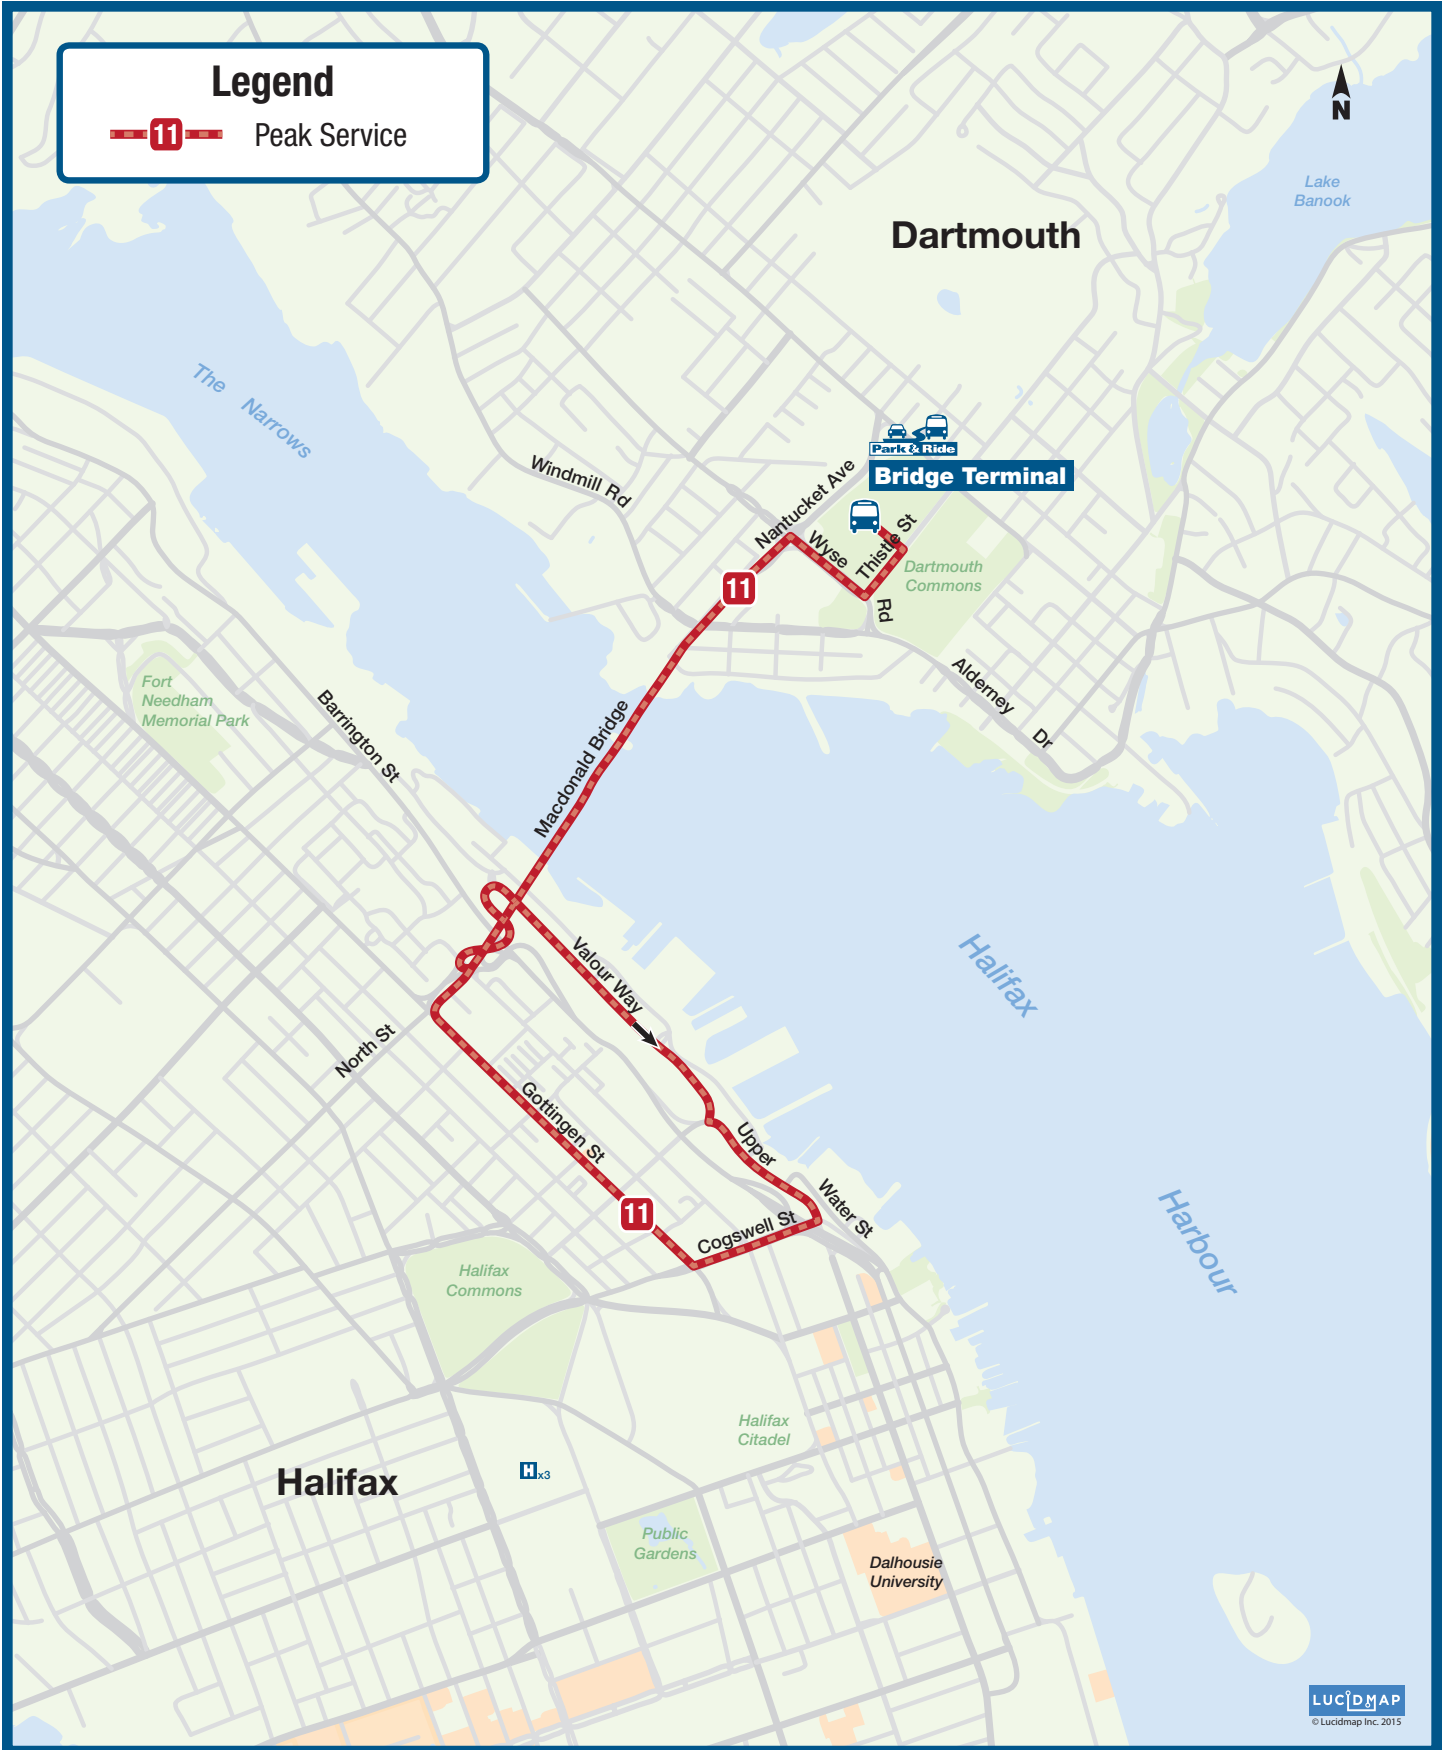 Legend
11 Peak Service
N
Lake
Banook
Dartmouth
The Narrows
Park & Ride
Bridge Terminal
Windmill Rd
Nantucket Ave
Wyse
Rd
Thistle St
Dartmouth
Commons
11
Fort
Needham
Memorial Park
Barrington St
Alderney Dr
Macdonald Bridge
Valour Way
Halifax
Harbour
North St
Gottingen St
Upper
Water St
11
Cogswell St
Halifax
Commons
Halifax
Citadel
Halifax
H x3
Public
Gardens
Dalhousie
University
LUCIDMAP
© Lucidmap Inc. 2015